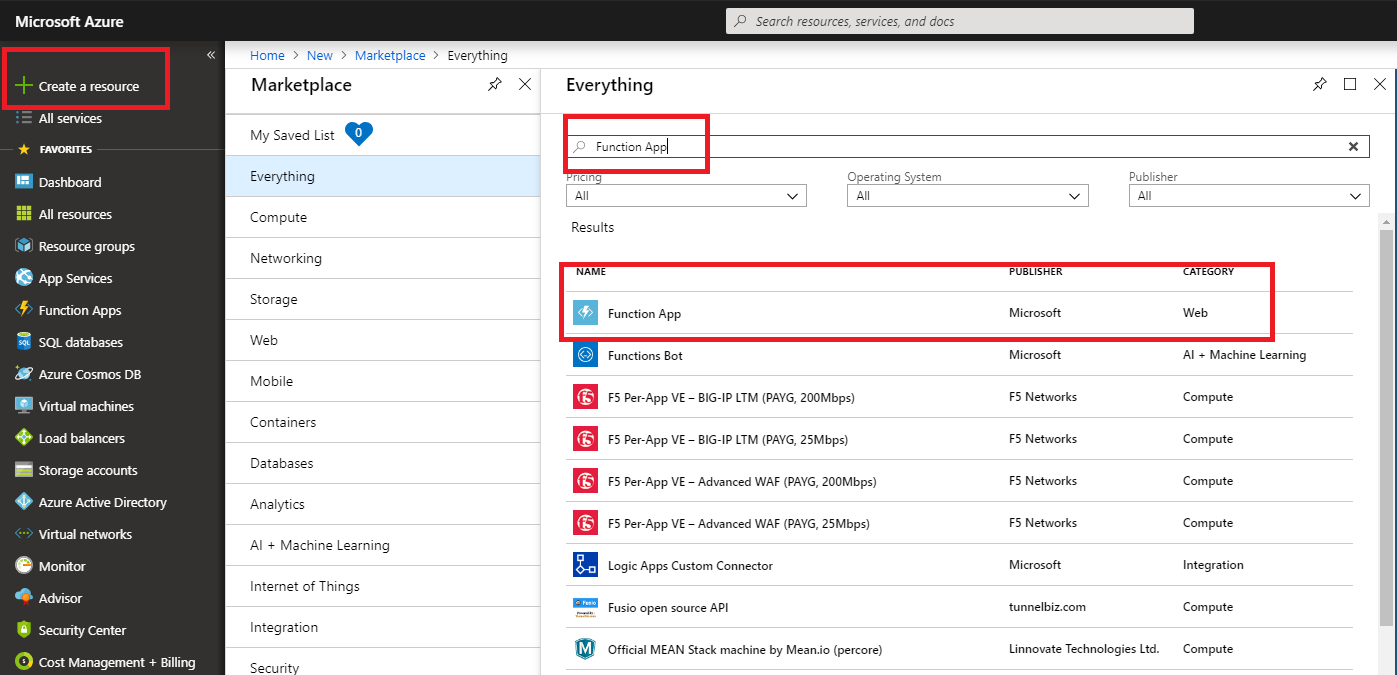 Microsoft Azure
Search resources, services, and docs
Create a resource
All services
FAVORITES
Dashboard
All resources
Resource groups
App Services
Function Apps
SQL databases
Azure Cosmos DB
Virtual machines
Load balancers
Storage accounts
Azure Active Directory
Virtual networks
Monitor
Advisor
Security Center
Cost Management + Billing
Home > New > Marketplace > Everything
Marketplace
My Saved List 0
Everything
Compute
Networking
Storage
Web
Mobile
Containers
Databases
Analytics
AI + Machine Learning
Internet of Things
Integration
Security
Everything
Function App
Pricing Operating System Publisher
All All All
Results
NAME PUBLISHER CATEGORY
Function App Microsoft Web
Functions Bot Microsoft AI + Machine Learning
F5 Per-App VE – BIG-IP LTM (PAYG, 200Mbps) F5 Networks Compute
F5 Per-App VE – BIG-IP LTM (PAYG, 25Mbps) F5 Networks Compute
F5 Per-App VE – Advanced WAF (PAYG, 200Mbps) F5 Networks Compute
F5 Per-App VE – Advanced WAF (PAYG, 25Mbps) F5 Networks Compute
Logic Apps Custom Connector Microsoft Integration
Fusio open source API tunnelbiz.com Compute
Official MEAN Stack machine by Mean.io (percore) Linnovate Technologies Ltd. Compute